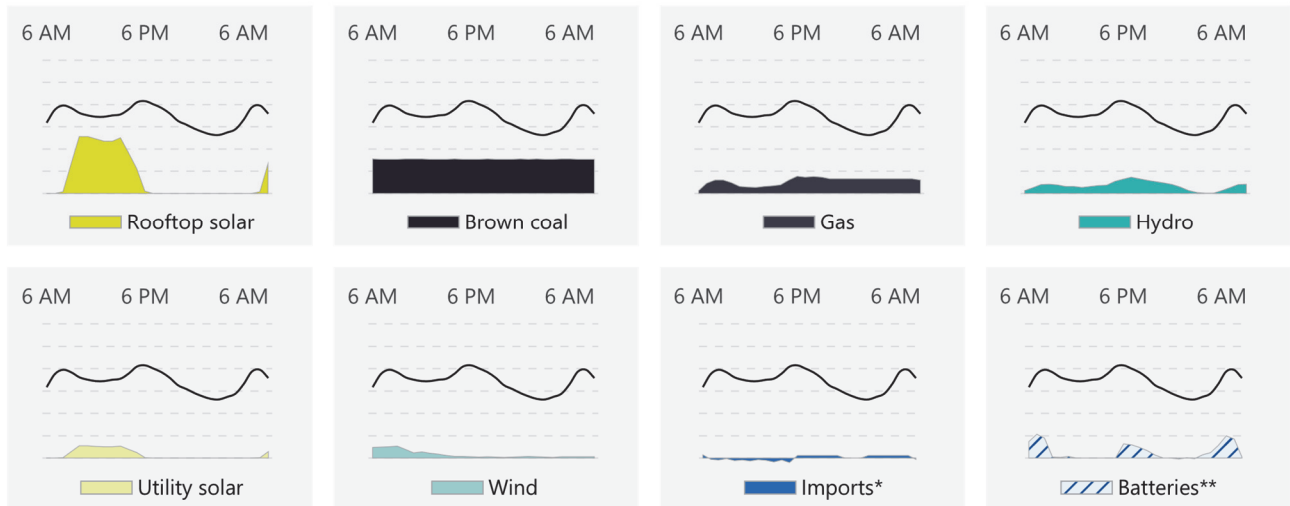 6 AM 6 PM 6 AM
Rooftop solar
6 AM 6 PM 6 AM
Brown coal
6 AM 6 PM 6 AM
Gas
6 AM 6 PM 6 AM
Hydro
6 AM 6 PM 6 AM
Utility solar
6 AM 6 PM 6 AM
Wind
6 AM 6 PM 6 AM
Imports*
6 AM 6 PM 6 AM
Batteries**